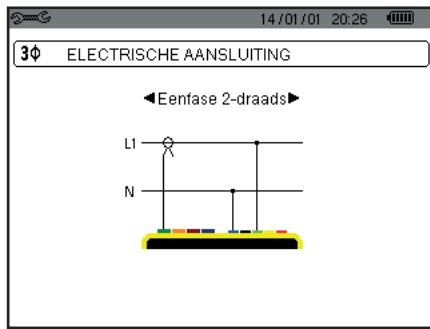 14/01/01 20:26
3Φ ELECTRISCHE AANSLUITING
◄Eenfase 2-draads►
L1
N